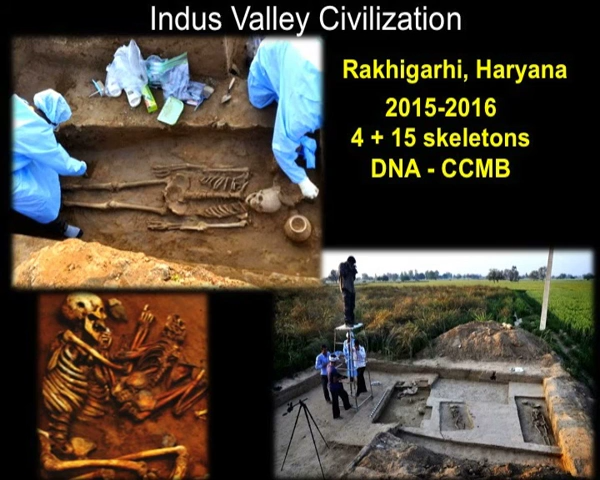 Indus Valley Civilization
Rakhigarhi, Haryana
2015-2016
4 + 15 skeletons
DNA - CCMB